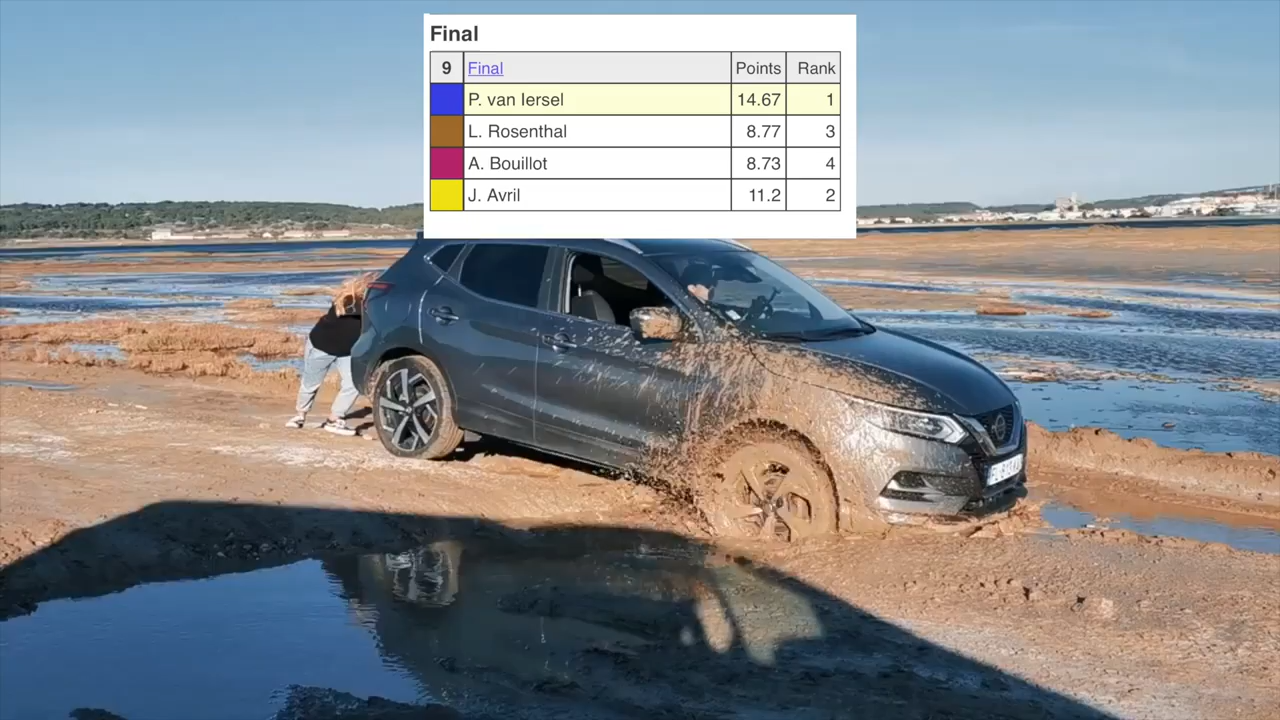 Final
9 Final Points Rank
P. van Iersel 14.67 1
L. Rosenthal 8.77 3
A. Bouillot 8.73 4
J. Avril 11.2 2